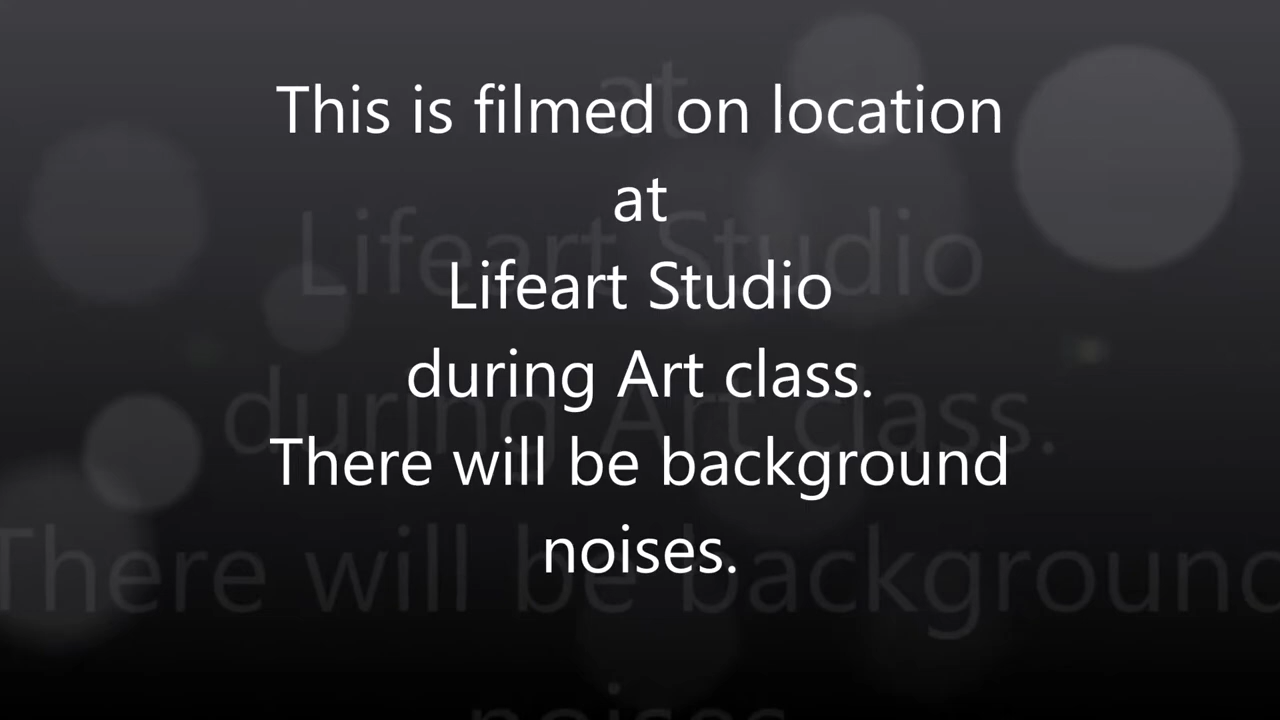 This is filmed on location
at
Lifeart Studio
during Art class.
There will be background
noises.